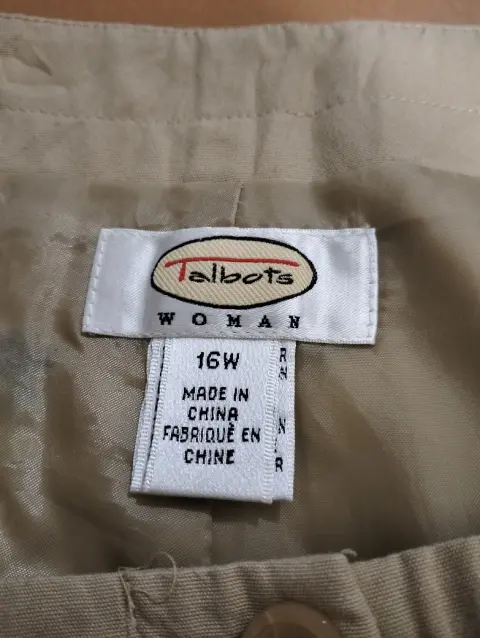 Talbots
WOMAN
16W
MADE IN
CHINA
FABRIQUÈ EN
CHINE
R
N
N
R